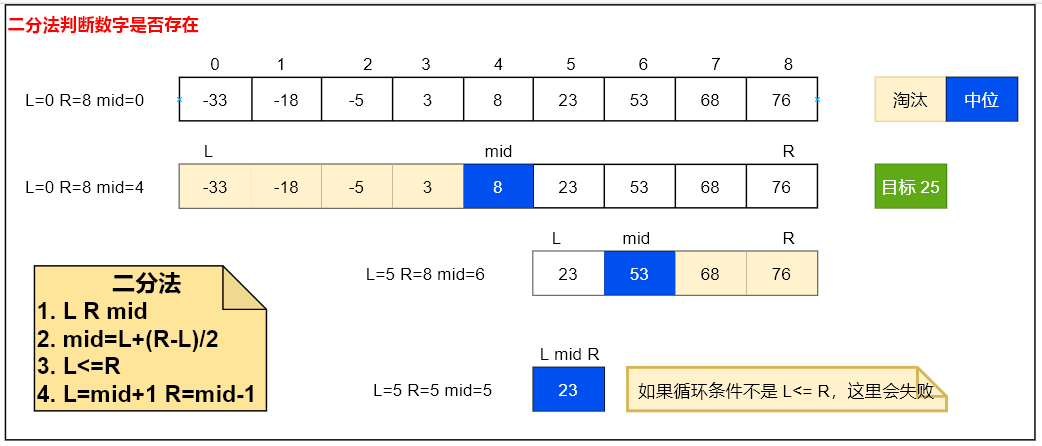 二分法判断数字是否存在
0 1 2 3 4 5 6 7 8
L=0 R=8 mid=0 -33 -18 -5 3 8 23 53 68 76 淘汰 中位
L mid R
L=0 R=8 mid=4 -33 -18 -5 3 8 23 53 68 76 目标 25
L mid R
L=5 R=8 mid=6 23 53 68 76
二分法
1. L R mid
2. mid=L+(R-L)/2
3. L<=R
4. L=mid+1 R=mid-1
L mid R
L=5 R=5 mid=5 23 如果循环条件不是 L<= R，这里会失败